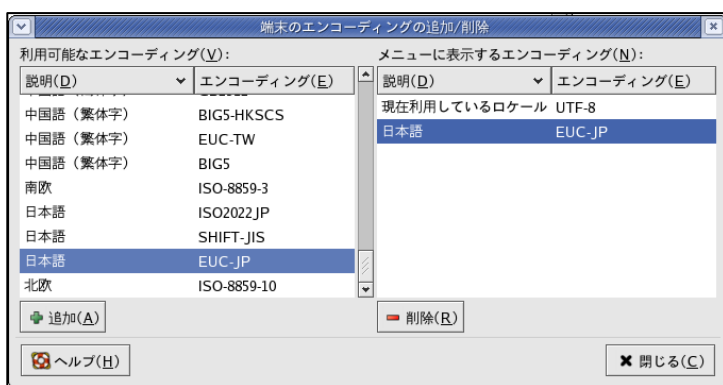 端末のエンコーディングの追加/削除
利用可能なエンコーディング(V): メニューに表示するエンコーディング(N):
説明(D) エンコーディング(E) 説明(D) エンコーディング(E)
中国語 (繁体字) BIG5-HKSCS 現在利用しているロケール UTF-8
中国語 (繁体字) EUC-TW 日本語 EUC-JP
中国語 (繁体字) BIG5
南欧 ISO-8859-3
日本語 ISO2022JP
日本語 SHIFT-JIS
日本語 EUC-JP
北欧 ISO-8859-10
追加(A) 削除(R)
ヘルプ(H) 閉じる(C)